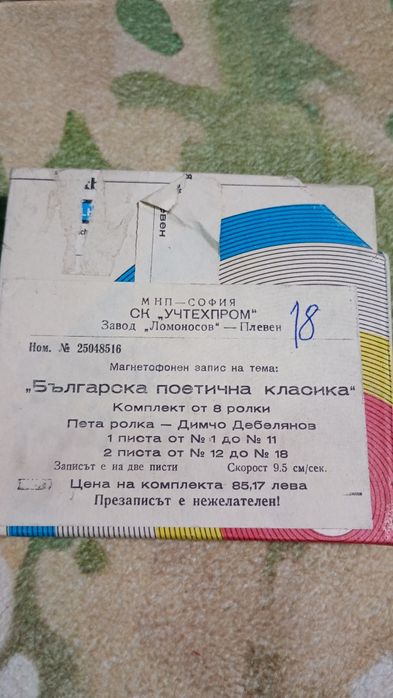 рвен
МНП—СОФИЯ
СК „УЧТЕХПРОМ"
Завод „Ломоносов" — Плевен
18
Ном. № 25048516
Магнетофонен запис на тема:
„Българска поетична класика"
Комплект от 8 ролки
Пета ролка — Димчо Дебелянов
1 писта от № 1 до № 11
2 писта от № 12 до № 18
Записът е на две писти Скорост 9.5 см/сек.
Цена на комплекта 85,17 лева
Презаписът е нежелателен!